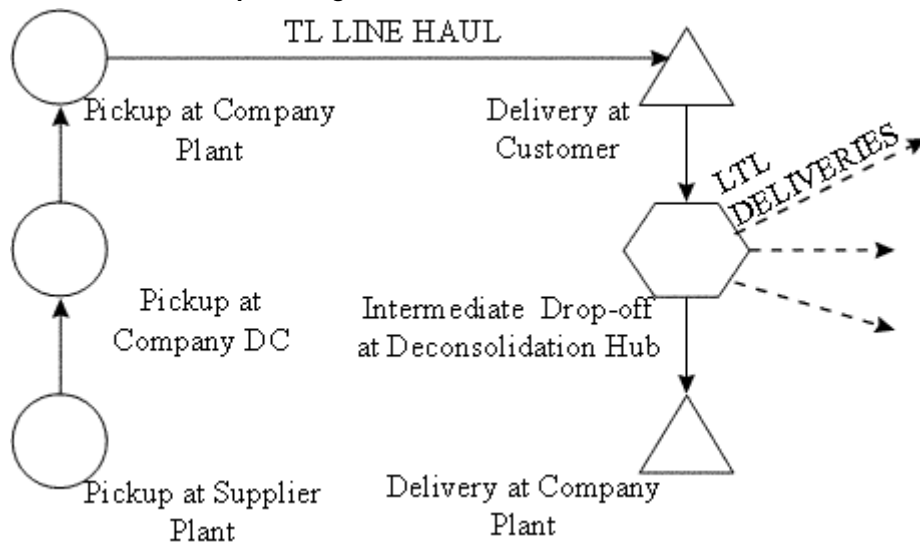 TL LINE HAUL
Pickup at Company
Plant
Delivery at
Customer
LTL
DELIVERIES
Pickup at
Company DC
Intermediate Drop-off
at Deconsolidation Hub
Pickup at Supplier
Plant
Delivery at Company
Plant